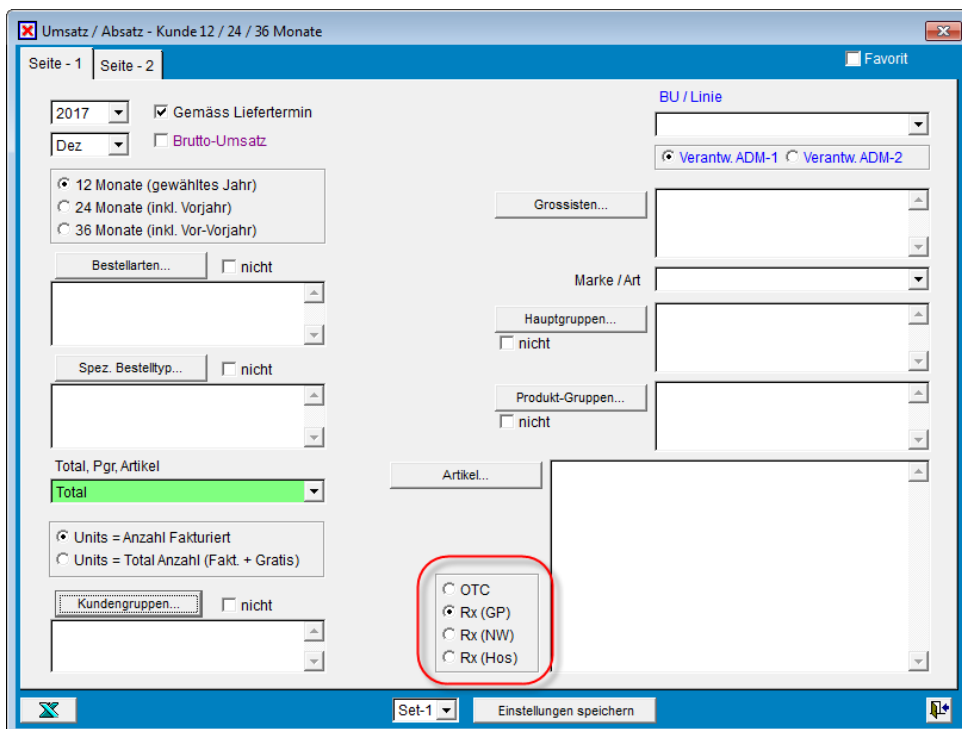 Umsatz / Absatz - Kunde 12 / 24 / 36 Monate
Seite - 1
Seite - 2
Favorit
2017
Gemäss Liefertermin
Dez
Brutto-Umsatz
12 Monate (gewähltes Jahr)
24 Monate (inkl. Vorjahr)
36 Monate (inkl. Vor-Vorjahr)
Bestellarten...
nicht
Spez. Bestelltyp...
nicht
Total, Pgr, Artikel
Total
Units = Anzahl Fakturiert
Units = Total Anzahl (Fakt. + Gratis)
Kundengruppen...
nicht
BU / Linie
Verantw. ADM-1
Verantw. ADM-2
Grossisten...
Marke / Art
Hauptgruppen...
nicht
Produkt-Gruppen...
nicht
Artikel...
OTC
Rx (GP)
Rx (NW)
Rx (Hos)
Set-1
Einstellungen speichern